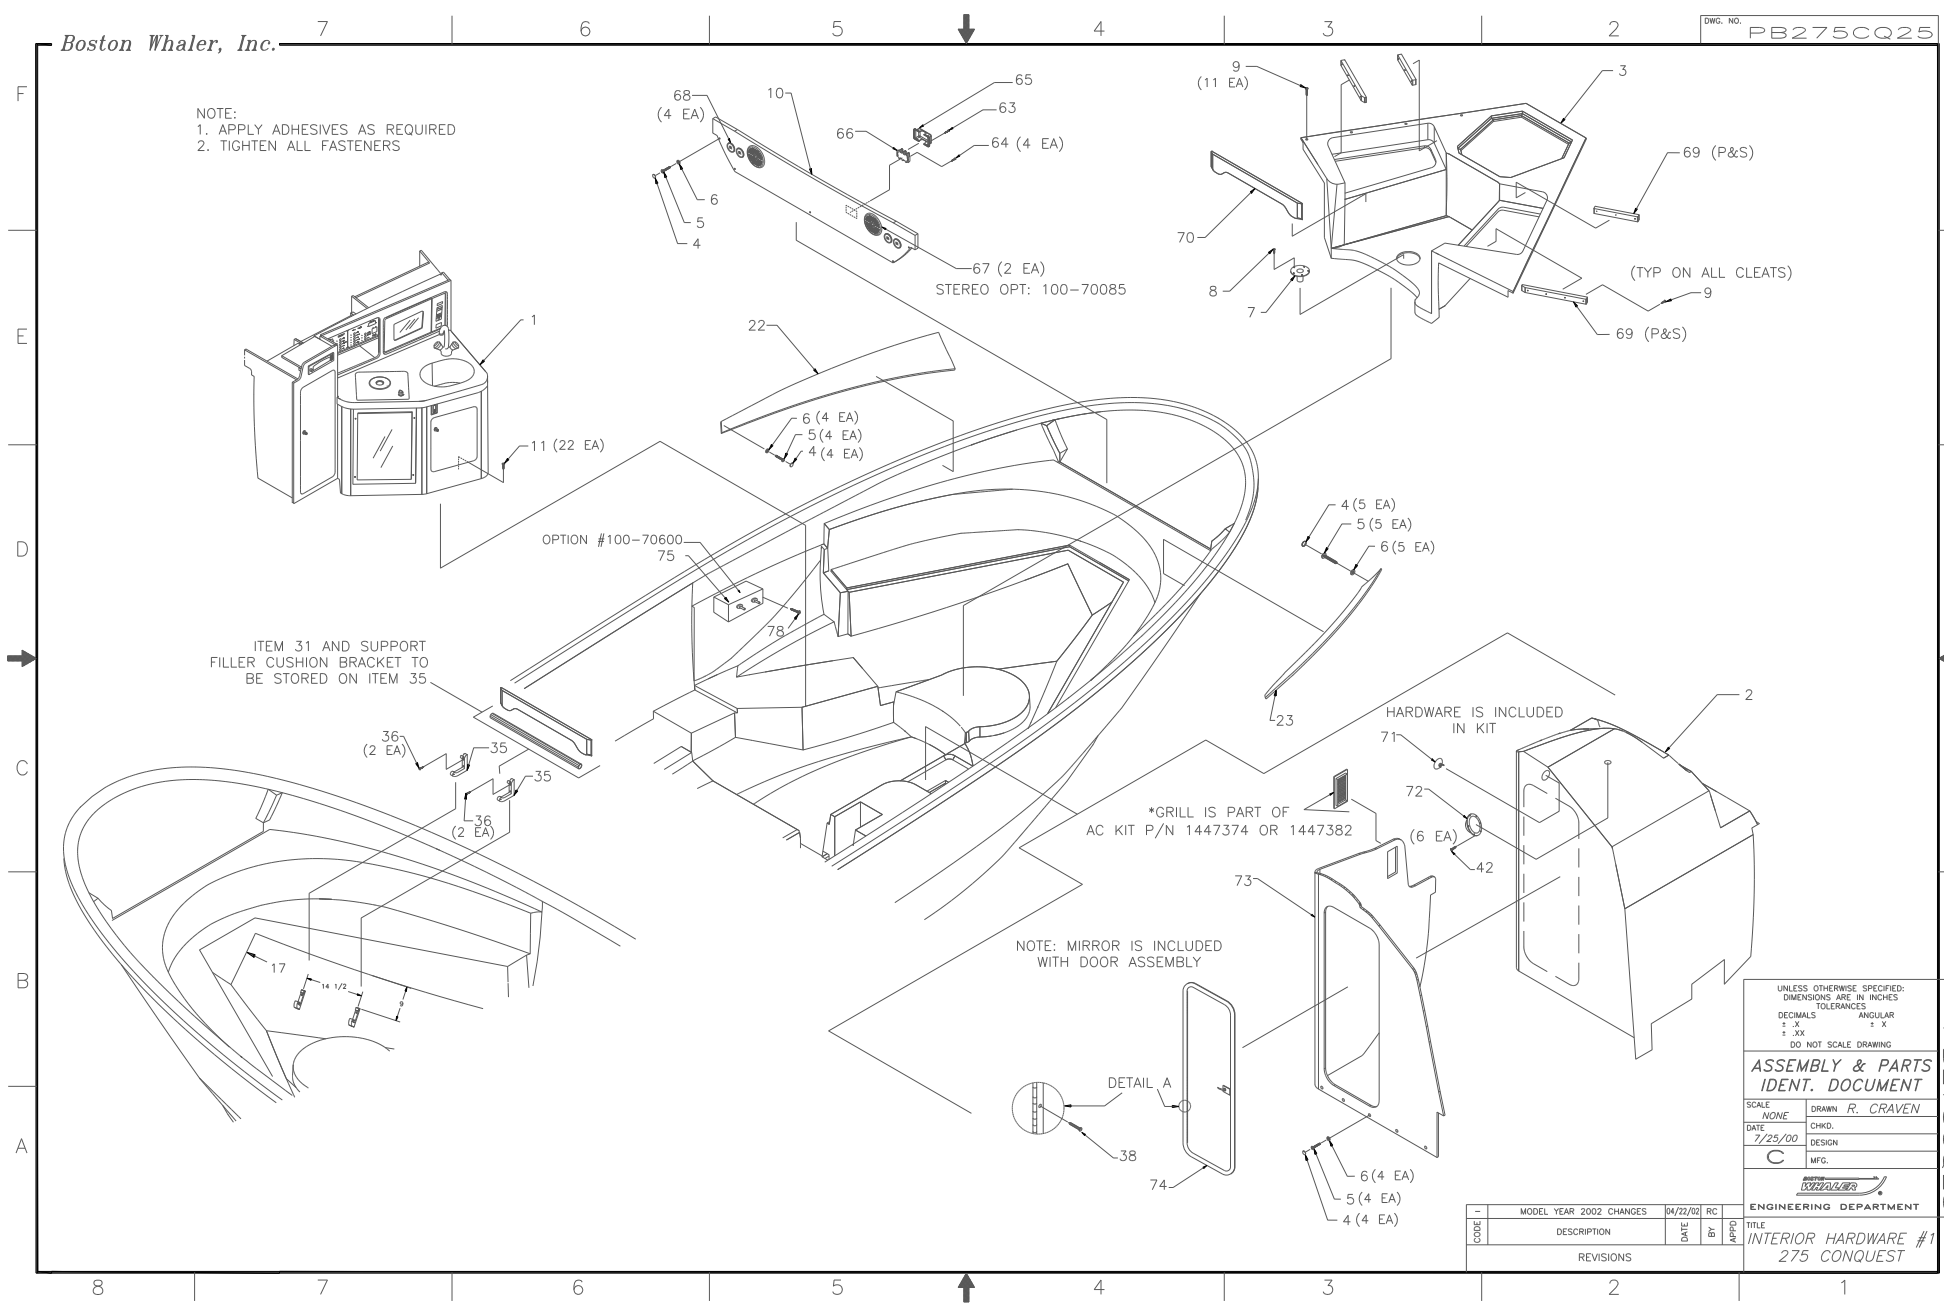 7
6
5
4
3
2
DWG. NO. PB275CQ25
Boston Whaler, Inc.
F
E
D
C
B
A
NOTE:
1. APPLY ADHESIVES AS REQUIRED
2. TIGHTEN ALL FASTENERS
68
(4 EA)
10
65
63
66
64 (4 EA)
6
5
4
67 (2 EA)
STEREO OPT: 100-70085
9
(11 EA)
3
69 (P&S)
70
8
7
(TYP ON ALL CLEATS)
9
69 (P&S)
1
11 (22 EA)
22
6 (4 EA)
5 (4 EA)
4 (4 EA)
OPTION #100-70600
75
78
4 (5 EA)
5 (5 EA)
6 (5 EA)
23
ITEM 31 AND SUPPORT
FILLER CUSHION BRACKET TO
BE STORED ON ITEM 35
36
(2 EA)
35
35
36
(2 EA)
17
14 1/2
9
HARDWARE IS INCLUDED
IN KIT
2
71
72
(6 EA)
42
*GRILL IS PART OF
AC KIT P/N 1447374 OR 1447382
73
NOTE: MIRROR IS INCLUDED
WITH DOOR ASSEMBLY
DETAIL A
38
74
6 (4 EA)
5 (4 EA)
4 (4 EA)
UNLESS OTHERWISE SPECIFIED:
DIMENSIONS ARE IN INCHES
TOLERANCES
DECIMALS ANGULAR
± .X ± X
± .XX
DO NOT SCALE DRAWING
ASSEMBLY & PARTS
IDENT. DOCUMENT
SCALE NONE
DRAWN R. CRAVEN
DATE 7/25/00
CHKD.
DESIGN
C
MFG.
BOSTON
WHALER
ENGINEERING DEPARTMENT
TITLE
INTERIOR HARDWARE #1
275 CONQUEST
- MODEL YEAR 2002 CHANGES 04/22/02 RC
CODE DESCRIPTION DATE BY APPD
REVISIONS
8
7
6
5
4
3
2
1